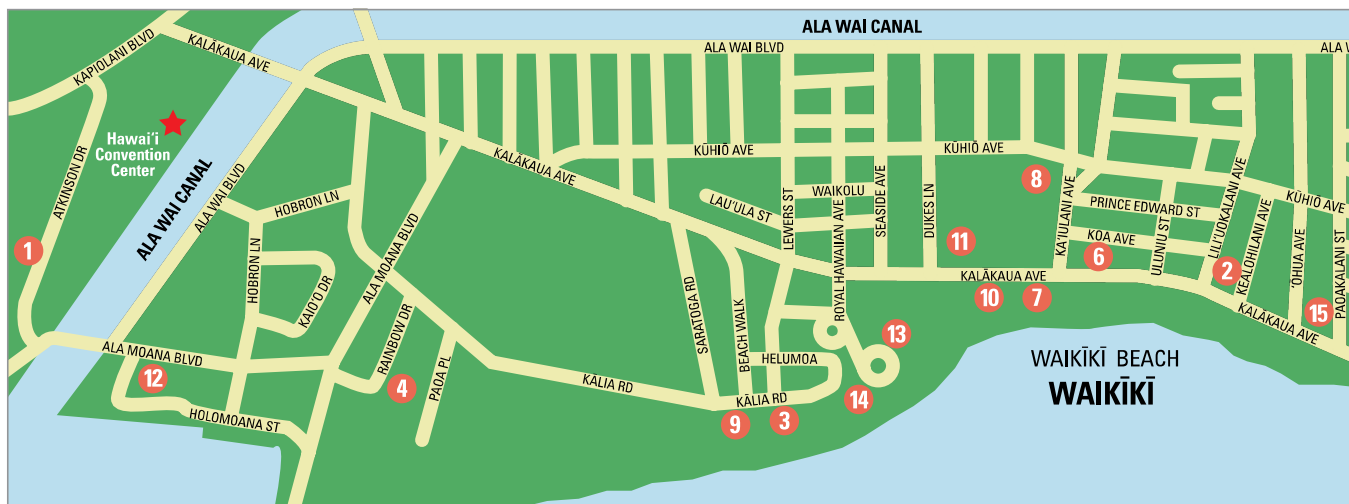 ALA WAI CANAL
KAPIOLANI BLVD
KALĀKAUA AVE
ALA WAI BLVD
ALA W
Hawai‘i
Convention
Center
ATKINSON DR
ALA WAI CANAL
ALA WAI BLVD
KŪHIŌ AVE
KŪHIŌ AVE
KALĀKAUA AVE
8
HOBRON LN
WAIKOLU
LAU‘ULA ST
LEWERS ST
ROYAL HAWAIIAN AVE
SEASIDE AVE
DUKES LN
KA‘IULANI AVE
PRINCE EDWARD ST
LILI‘UOKALANI AVE
KŪHIŌ AVE
1
HOBRON LN
KAIO‘O DR
ALA MOANA BLVD
11
KOA AVE
6
ULUNIU ST
2
KEALOHILANI AVE
‘OHUA AVE
PAOAKALANI ST
KALĀKAUA AVE
10
7
15
KALĀKAUA AVE
SARATOGA RD
BEACH WALK
RAINBOW DR
PAOA PL
ALA MOANA BLVD
12
4
KĀLIA RD
HELUMOA
13
WAIKĪKĪ BEACH
WAIKĪKĪ
KĀLIA RD
14
9
3
HOLOMOANA ST